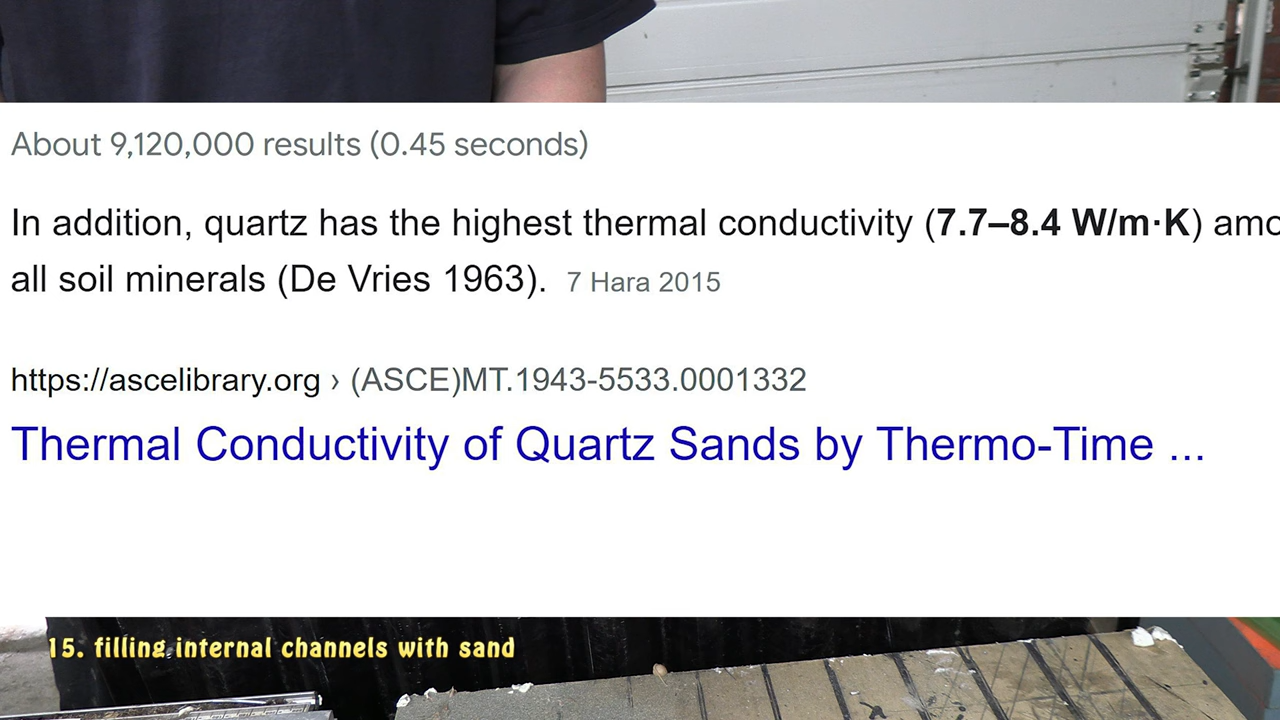 About 9,120,000 results (0.45 seconds)
In addition, quartz has the highest thermal conductivity (7.7–8.4 W/m·K)
all soil minerals (De Vries 1963). 7 Hara 2015
https://ascelibrary.org › (ASCE)MT.1943-5533.0001332
Thermal Conductivity of Quartz Sands by Thermo-Time ...
15. filling internal channels with sand